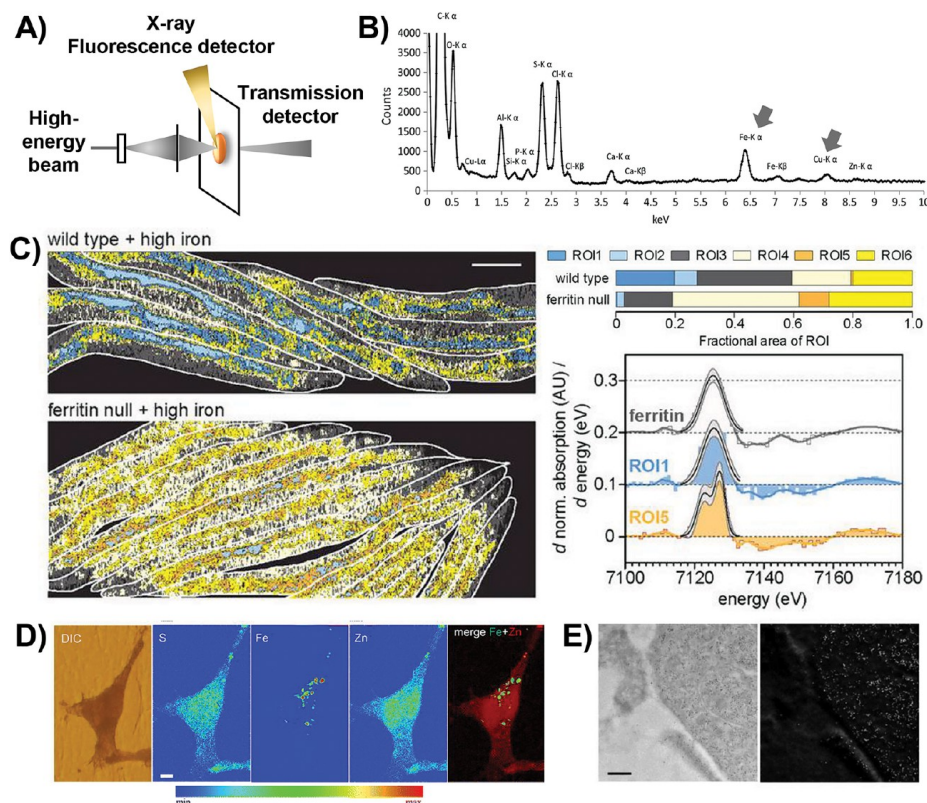 A)
X-ray
Fluorescence detector
Transmission
detector
High-
energy
beam
B)
Counts
4000
3500
3000
2500
2000
1500
1000
500
0
C-K α
O-K α
Cu-Lα
Al-K α
Si-K α
P-K α
S-K α
Cl-K α
Cl-Kβ
Ca-K α
Ca-Kβ
Fe-K α
Fe-Kβ
Cu-K α
Zn-K α
0 0.5 1 1.5 2 2.5 3 3.5 4 4.5 5 5.5 6 6.5 7 7.5 8 8.5 9 9.5 10
keV
C)
wild type + high iron
ferritin null + high iron
ROI1 ROI2 ROI3 ROI4 ROI5 ROI6
wild type
ferritin null
0 0.2 0.4 0.6 0.8 1.0
Fractional area of ROI
d norm. absorption (AU) /
d energy (eV)
0.3
0.2
0.1
0
ferritin
ROI1
ROI5
7100 7120 7140 7160 7180
energy (eV)
D)
DIC
S
Fe
Zn
merge Fe+Zn
min
max
E)